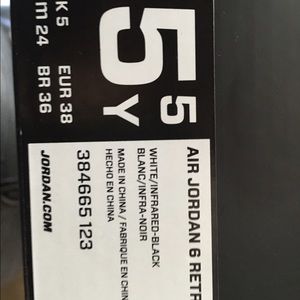 5 5
Y
K 5 EUR 38
m 24 BR 36
AIR JORDAN 6 RETR
WHITE/INFRARED-BLACK
BLANC/INFRA-NOIR
MADE IN CHINA / FABRIQUE EN CHIN
HECHO EN CHINA
384665 123
JORDAN.COM